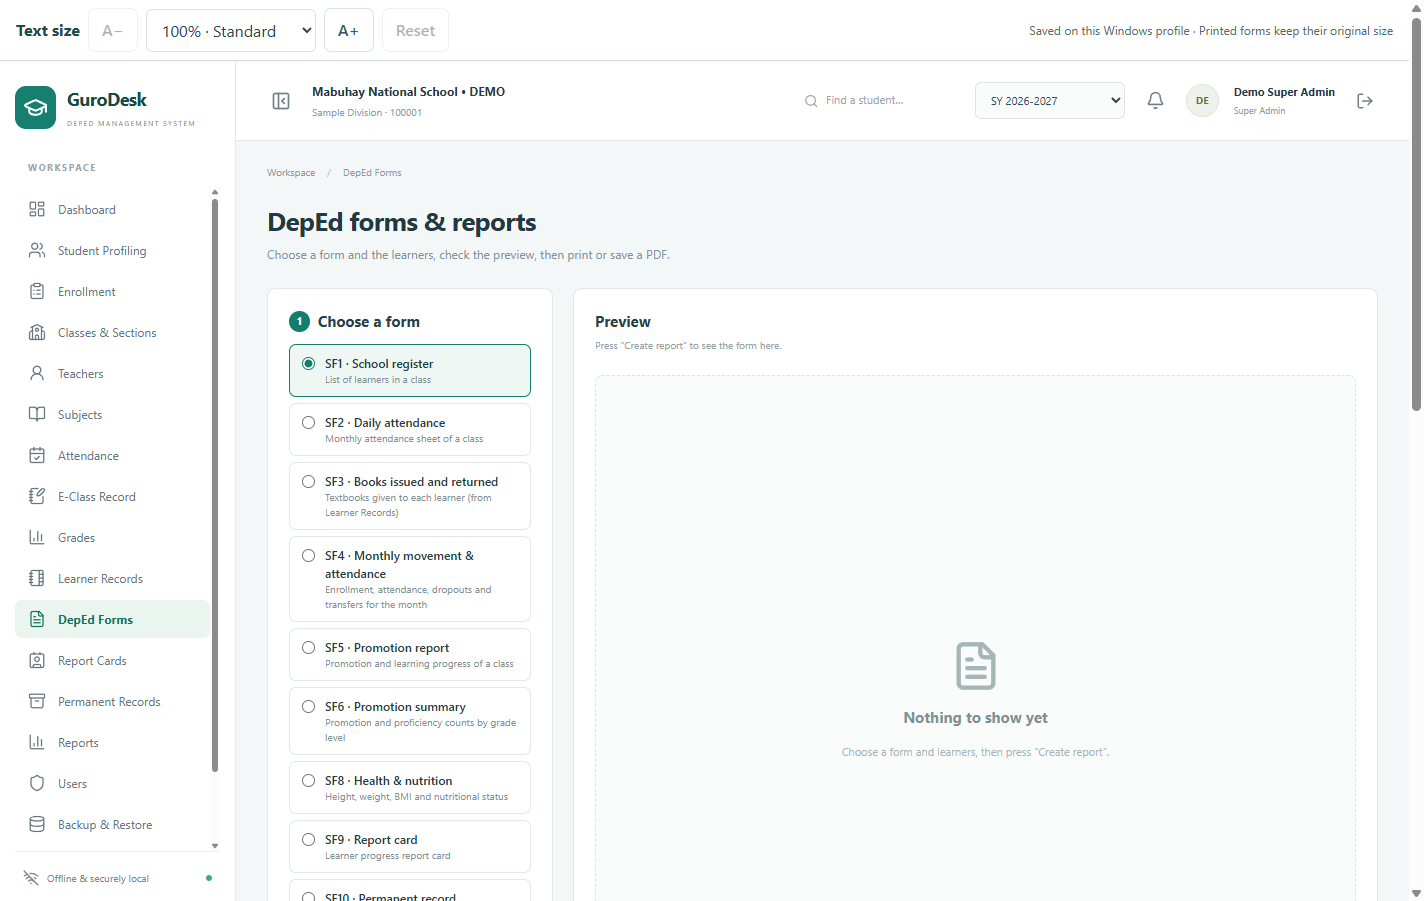 Text size
A−
100% · Standard
A+
Reset
Saved on this Windows profile · Printed forms keep their original size
GuroDesk
DEPED MANAGEMENT SYSTEM
WORKSPACE
Dashboard
Student Profiling
Enrollment
Classes & Sections
Teachers
Subjects
Attendance
E-Class Record
Grades
Learner Records
DepEd Forms
Report Cards
Permanent Records
Reports
Users
Backup & Restore
Offline & securely local
Mabuhay National School • DEMO
Sample Division · 100001
Find a student...
SY 2026-2027
DE
Demo Super Admin
Super Admin
Workspace / DepEd Forms
DepEd forms & reports
Choose a form and the learners, check the preview, then print or save a PDF.
1 Choose a form
SF1 · School register
List of learners in a class
SF2 · Daily attendance
Monthly attendance sheet of a class
SF3 · Books issued and returned
Textbooks given to each learner (from
Learner Records)
SF4 · Monthly movement &
attendance
Enrollment, attendance, dropouts and
transfers for the month
SF5 · Promotion report
Promotion and learning progress of a class
SF6 · Promotion summary
Promotion and proficiency counts by grade
level
SF8 · Health & nutrition
Height, weight, BMI and nutritional status
SF9 · Report card
Learner progress report card
SF10 · Permanent record
Preview
Press "Create report" to see the form here.
Nothing to show yet
Choose a form and learners, then press "Create report".